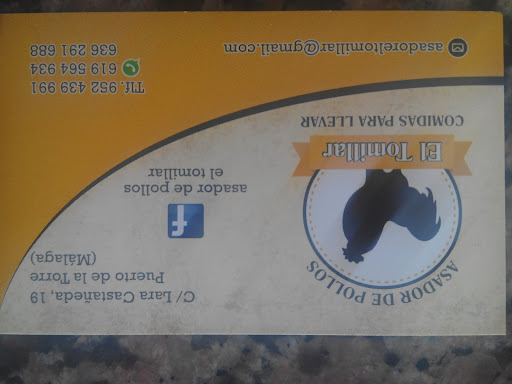 ASADOR DE POLLOS
El Tomillar
COMIDAS PARA LLEVAR
C/ Lara Castañeda, 19
Puerto de la Torre
(Málaga)
f
asador de pollos
el tomillar
Tlf. 952 439 991
619 564 934
636 291 688
asadoreltomillar@gmail.com